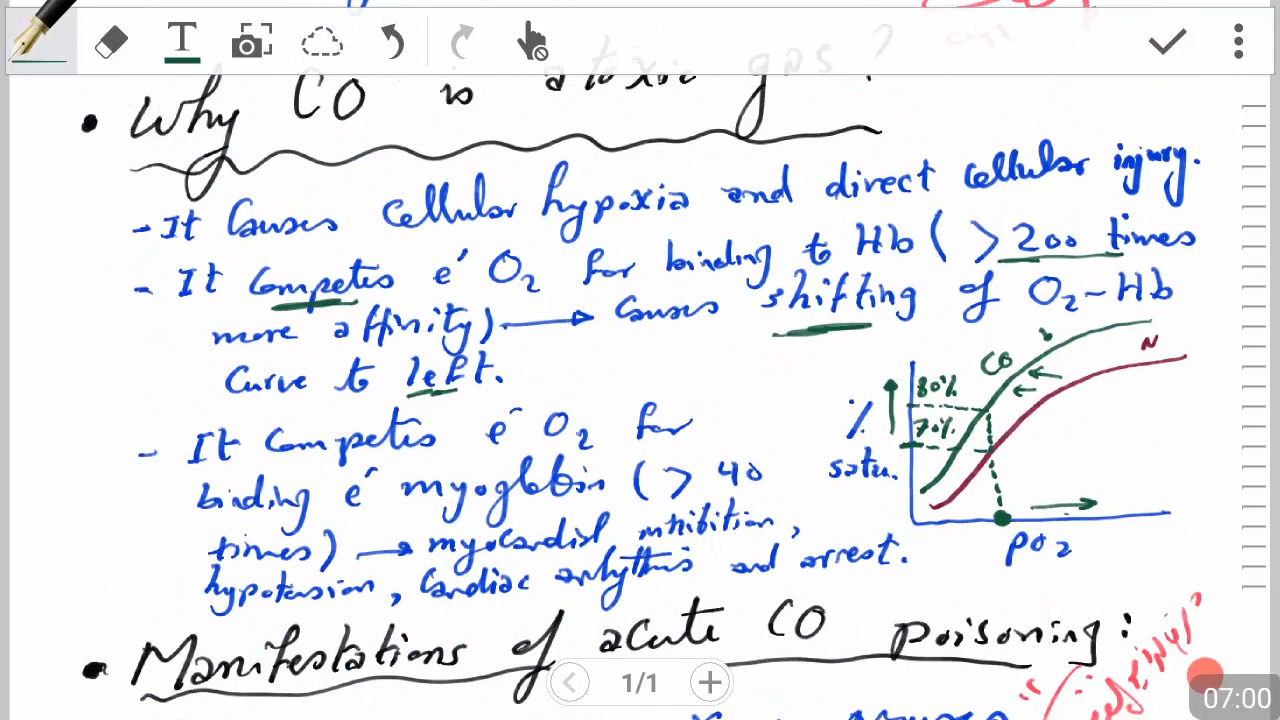 T
• Why CO is a toxic gas?
- It Causes Cellular hypoxia and direct cellular injury.
- It Competes e' O2 for binding to Hb ( > 200 times
more affinity) → Causes shifting of O2-Hb
Curve to left.
- It Competes e- O2 for
binding e' myoglobin ( > 40
times) → myocardial inhibition,
hypotension, Cardiac arhythmia and arrest.
CO
N
80%
70%
% satu.
PO2
• Manifestations of acute CO poisoning:
1/1
07:00